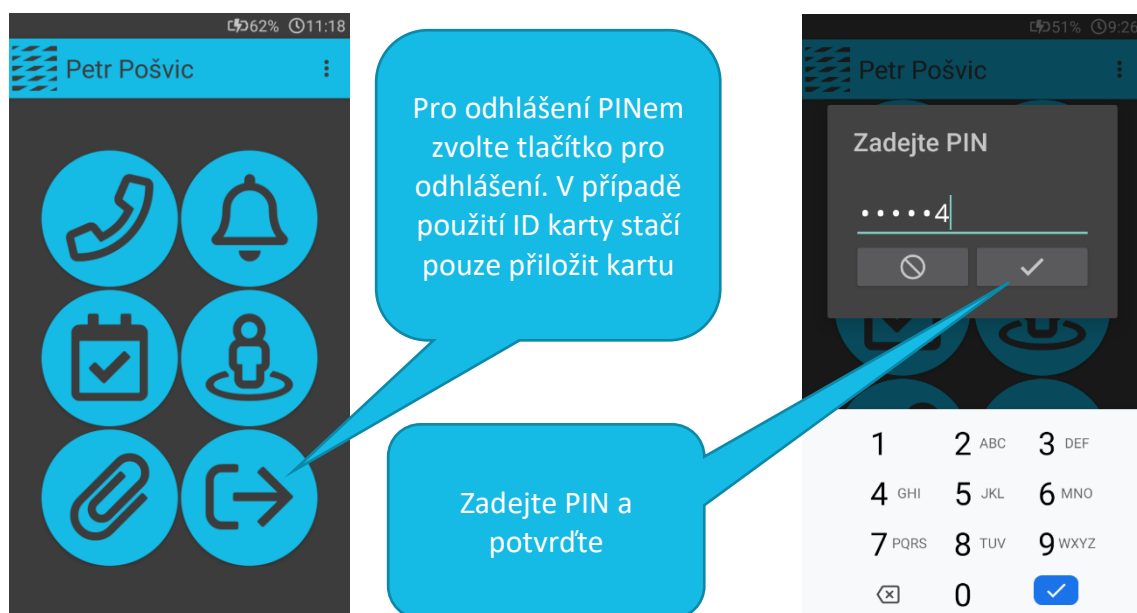 62% 11:18
Petr Pošvic
Pro odhlášení PINem
zvolte tlačítko pro
odhlášení. V případě
použití ID karty stačí
pouze přiložit kartu
Zadejte PIN a
potvrďte
51% 9:26
Petr Pošvic
Zadejte PIN
•••••4
1 2 ABC 3 DEF
4 GHI 5 JKL 6 MNO
7 PQRS 8 TUV 9 WXYZ
0